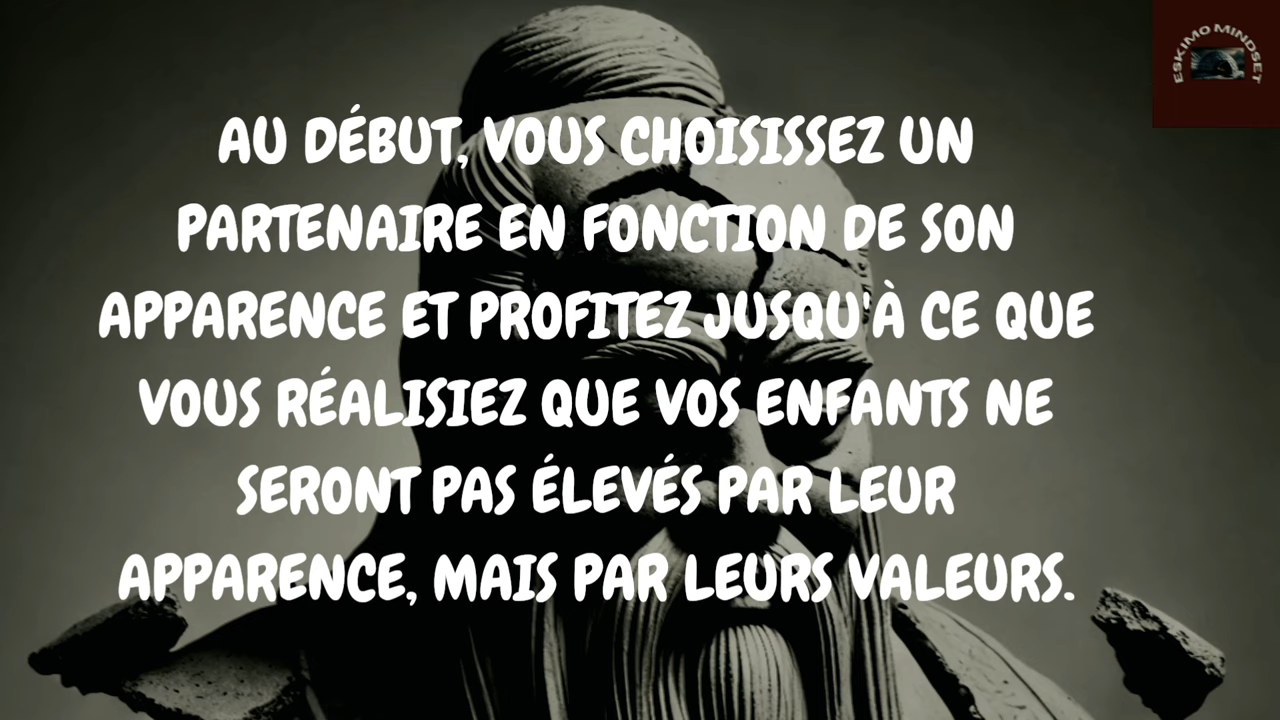 ESKIMO MINDSET
AU DÉBUT, VOUS CHOISISSEZ UN
PARTENAIRE EN FONCTION DE SON
APPARENCE ET PROFITEZ JUSQU'À CE QUE
VOUS RÉALISIEZ QUE VOS ENFANTS NE
SERONT PAS ÉLEVÉS PAR LEUR
APPARENCE, MAIS PAR LEURS VALEURS.